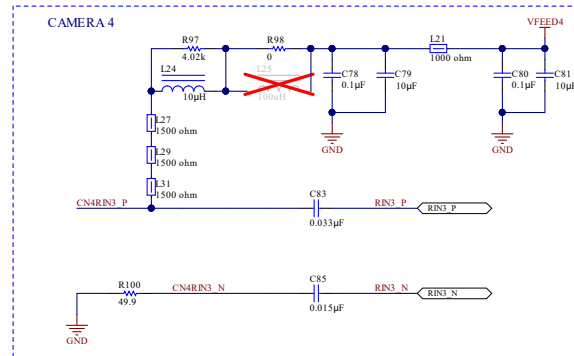 CAMERA 4
VFEED4
R97
4.02k
R98
0
L21
1000 ohm
L24
10µH
L25
100uH
C78
0.1µF
C79
10µF
C80
0.1µF
C81
10µF
GND
GND
L27
1500 ohm
L29
1500 ohm
L31
1500 ohm
CN4RIN3_P
C83
0.033µF
RIN3_P
RIN3_P
R100
49.9
CN4RIN3_N
C85
0.015µF
RIN3_N
RIN3_N
GND